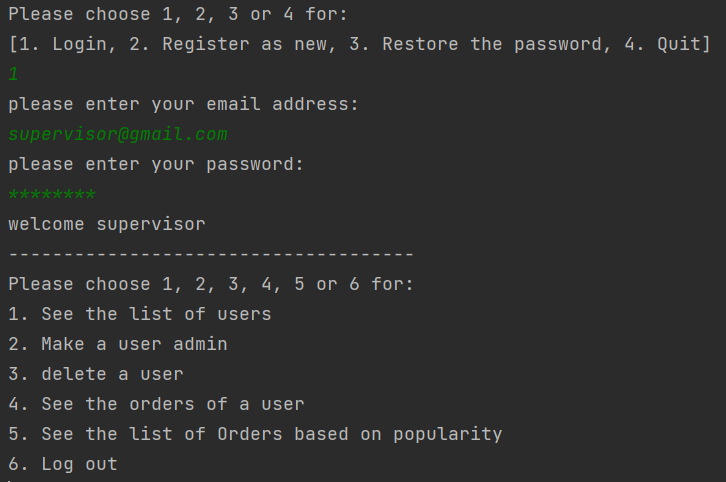 Please choose 1, 2, 3 or 4 for:
[1. Login, 2. Register as new, 3. Restore the password, 4. Quit]
1
please enter your email address:
supervisor@gmail.com
please enter your password:
********
welcome supervisor
-------------------------------------
Please choose 1, 2, 3, 4, 5 or 6 for:
1. See the list of users
2. Make a user admin
3. delete a user
4. See the orders of a user
5. See the list of Orders based on popularity
6. Log out